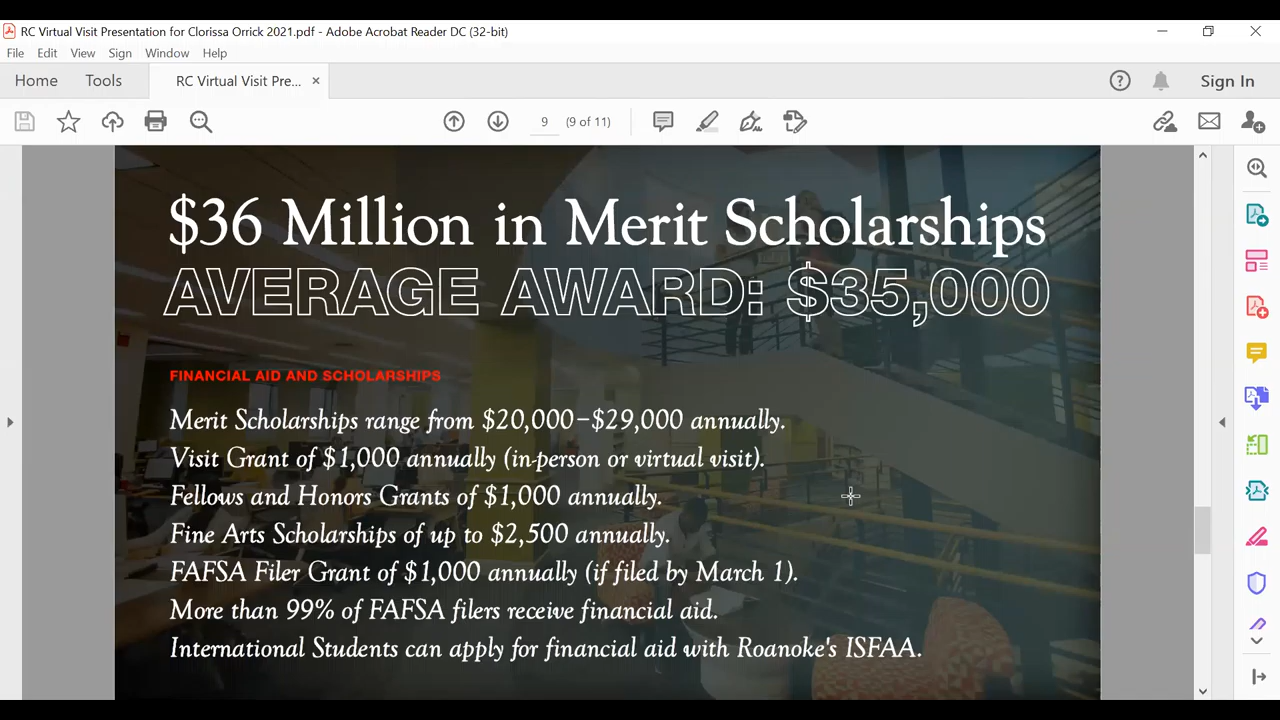 RC Virtual Visit Presentation for Clorissa Orrick 2021.pdf - Adobe Acrobat Reader DC (32-bit)
File Edit View Sign Window Help
Home Tools RC Virtual Visit Pre... × Sign In
9 (9 of 11)
$36 Million in Merit Scholarships
AVERAGE AWARD: $35,000
FINANCIAL AID AND SCHOLARSHIPS
Merit Scholarships range from $20,000–$29,000 annually.
Visit Grant of $1,000 annually (in-person or virtual visit).
Fellows and Honors Grants of $1,000 annually.
Fine Arts Scholarships of up to $2,500 annually.
FAFSA Filer Grant of $1,000 annually (if filed by March 1).
More than 99% of FAFSA filers receive financial aid.
International Students can apply for financial aid with Roanoke's ISFAA.